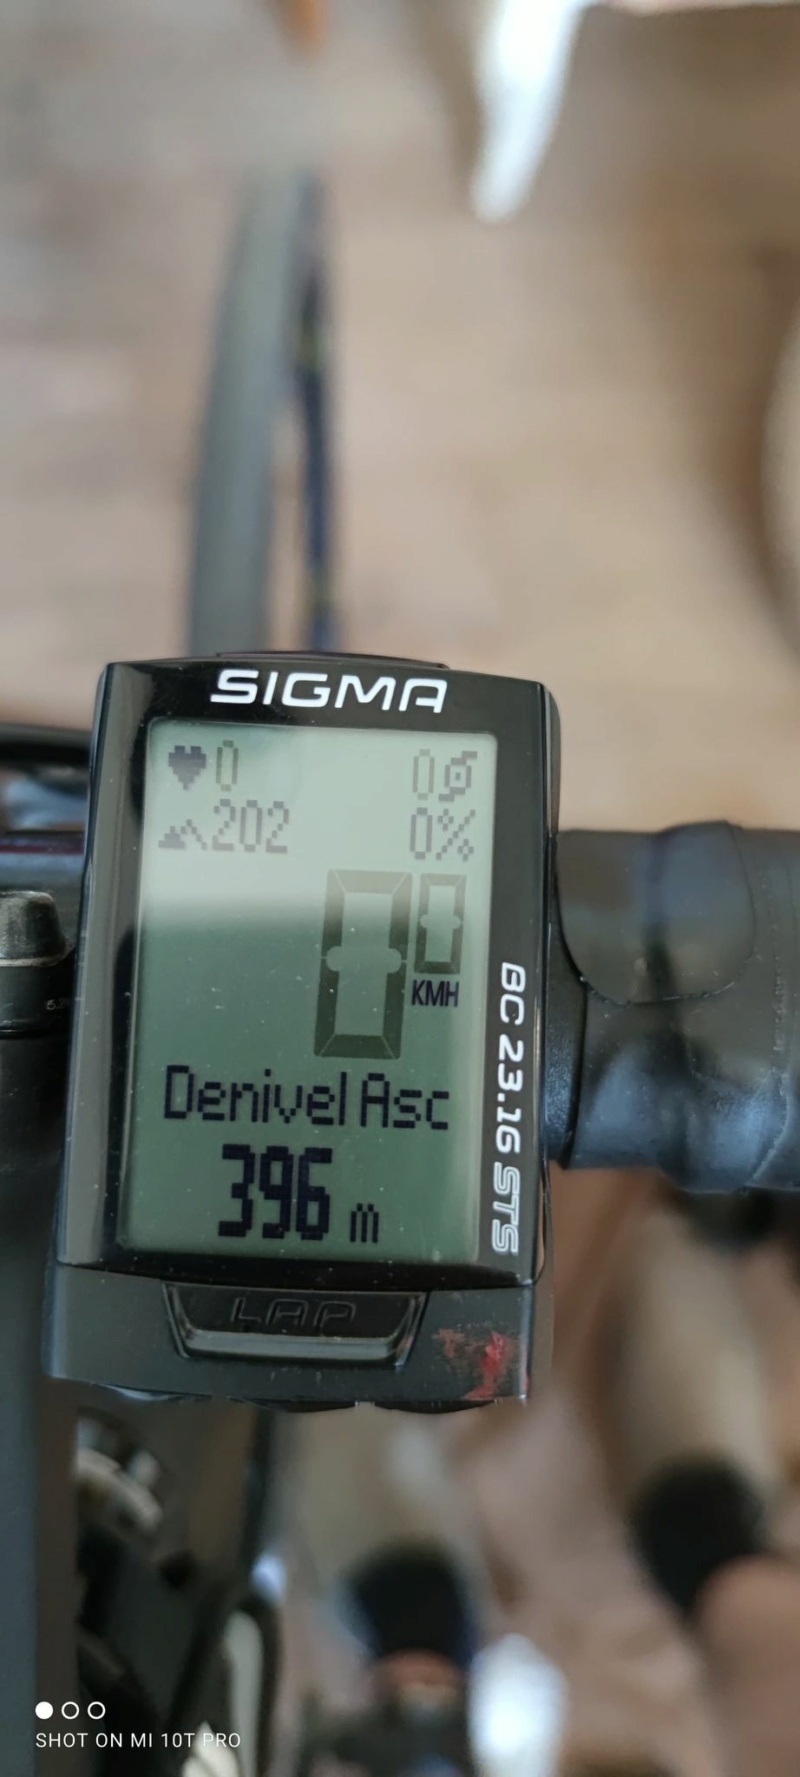 SIGMA
0 0
202 0%
00
KMH
Denivel Asc
396 m
BC 23.16 STS
LAP
SHOT ON MI 10T PRO